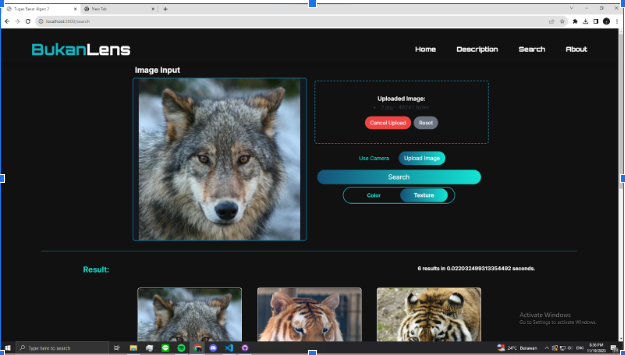 Tugas Besar Algeo 2
New Tab
localhost:3000/search
BukanLens
Home Description Search About
Image Input
Uploaded Image:
Cancel Upload Reset
Use Camera Upload Image
Search
Color Texture
Result:
6 results in 0.022032499313354492 seconds.
Activate Windows
Go to Settings to activate Windows.
Type here to search
24°C Berawan
ENG